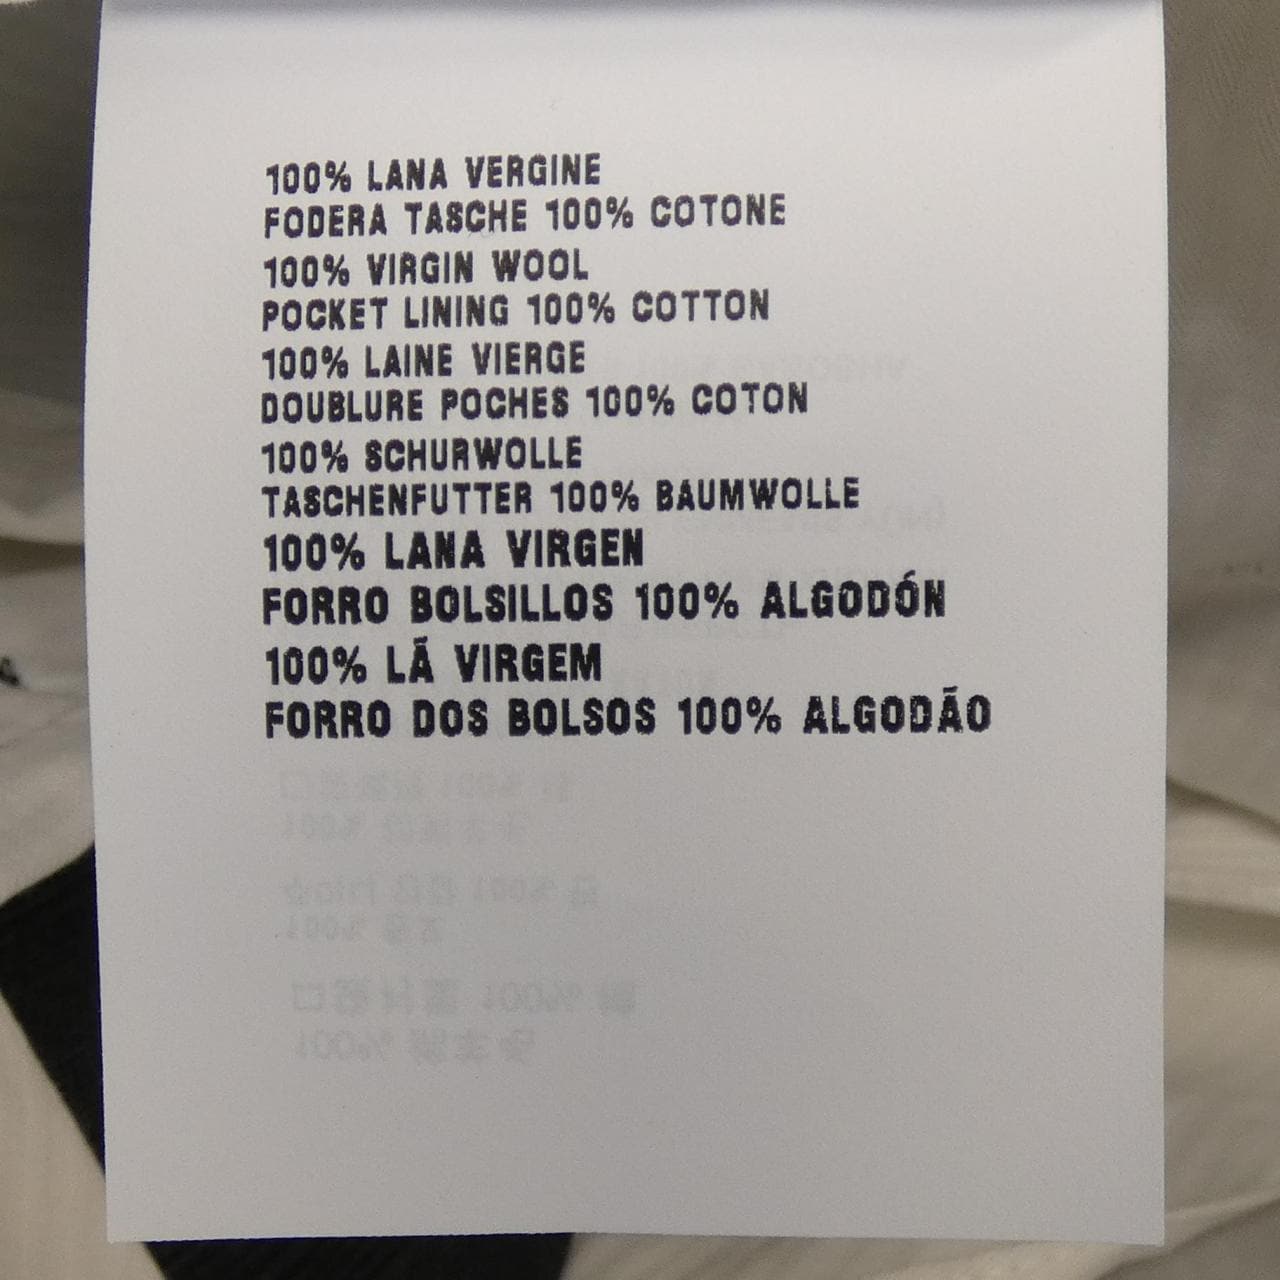 100% LANA VERGINE
FODERA TASCHE 100% COTONE
100% VIRGIN WOOL
POCKET LINING 100% COTTON
100% LAINE VIERGE
DOUBLURE POCHES 100% COTON
100% SCHURWOLLE
TASCHENFUTTER 100% BAUMWOLLE
100% LANA VIRGEN
FORRO BOLSILLOS 100% ALGODÓN
100% LÃ VIRGEM
FORRO DOS BOLSOS 100% ALGODÃO